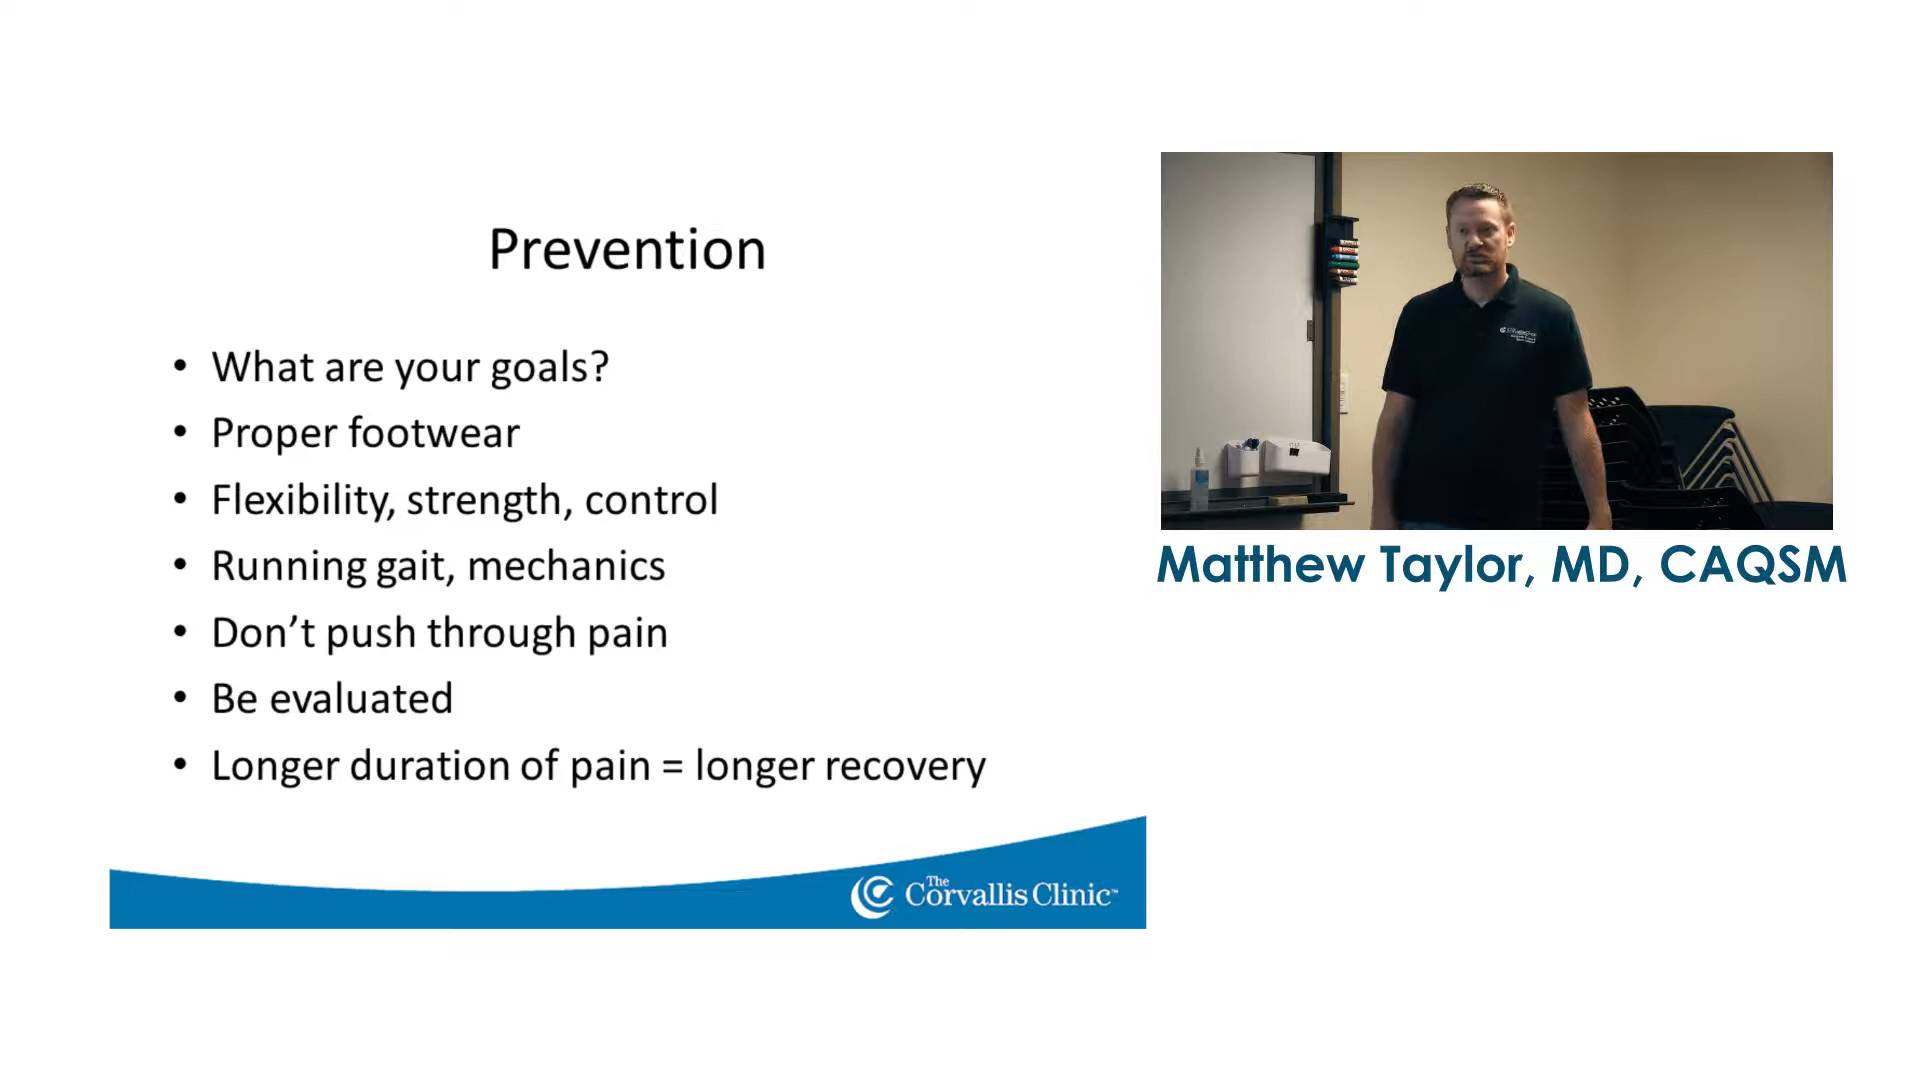 Prevention
• What are your goals?
• Proper footwear
• Flexibility, strength, control
• Running gait, mechanics
• Don’t push through pain
• Be evaluated
• Longer duration of pain = longer recovery
The Corvallis Clinic™
Matthew Taylor, MD, CAQSM